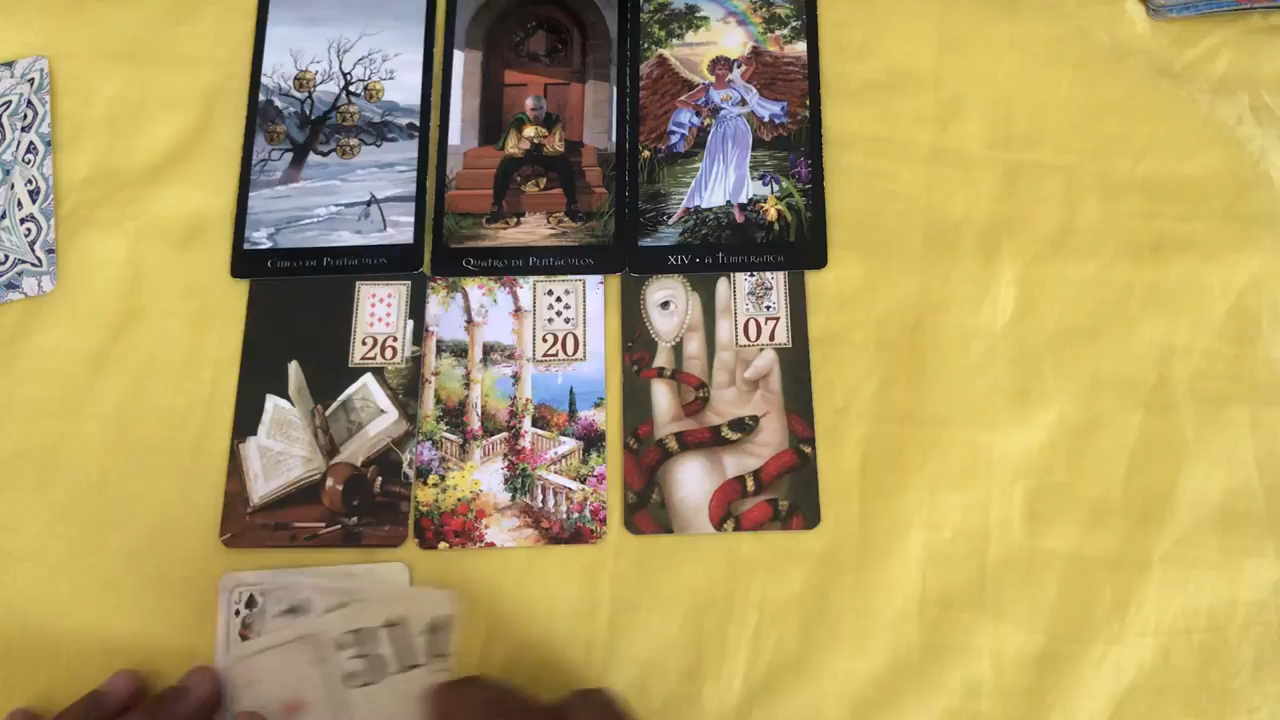 CINCO DE PENTÁCULOS
QUATRO DE PENTÁCULOS
XIV • A TEMPERANÇA
26
20
07
J